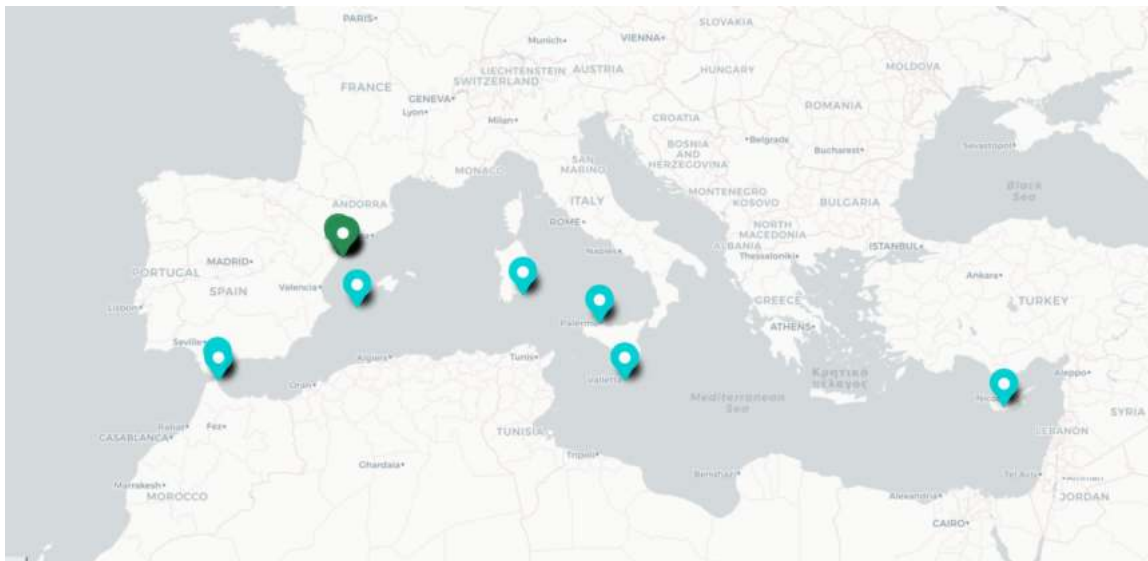 PARIS
SLOVAKIA
Munich
VIENNA
LIECHTENSTEIN
AUSTRIA
HUNGARY
MOLDOVA
SWITZERLAND
FRANCE
GENEVA
Lyon
Milan
CROATIA
ROMANIA
BOSNIA
AND
HERZEGOVINA
Belgrade
Bucharest
Sevastopol
MONACO
SAN
MARINO
ANDORRA
ITALY
MONTENEGRO
KOSOVO
BULGARIA
Black
Sea
ROME
NORTH
MACEDONIA
ALBANIA
ISTANBUL
Naples
Thessaloniki
PORTUGAL
MADRID
SPAIN
Valencia
Ankara
TURKEY
Lisbon
GREECE
Seville
Palermo
ATHENS
Algiers
Tunis
Κρητικό
πέλαγος
Aleppo
Oran
Valletta
Mediterranean
Sea
SYRIA
Rabat
Fez
CASABLANCA
TUNISIA
LEBANON
Ghardaia
Tripoli
Benghazi
Tel Aviv
Marrakesh
MOROCCO
Alexandria
JORDAN
CAIRO